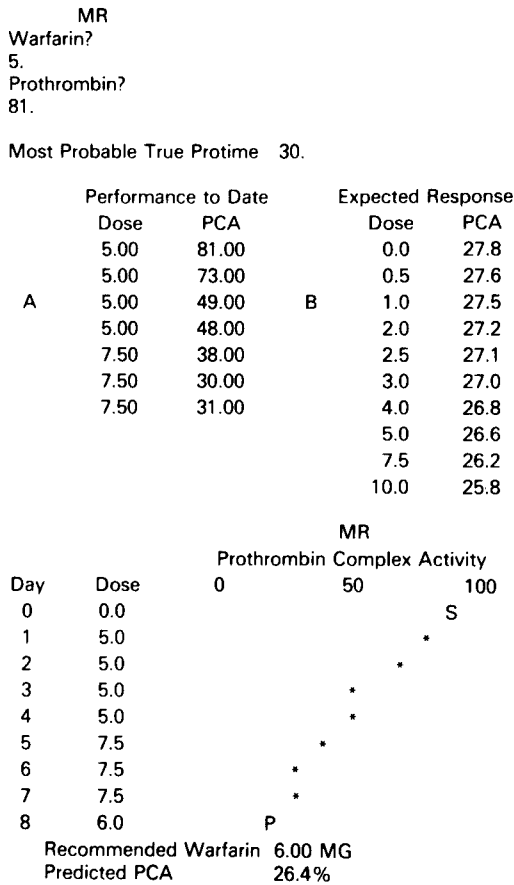 MR
Warfarin?
5.
Prothrombin?
81.
Most Probable True Protime 30.
Performance to Date Expected Response
Dose PCA Dose PCA
5.00 81.00 0.0 27.8
5.00 73.00 0.5 27.6
A 5.00 49.00 B 1.0 27.5
5.00 48.00 2.0 27.2
7.50 38.00 2.5 27.1
7.50 30.00 3.0 27.0
7.50 31.00 4.0 26.8
5.0 26.6
7.5 26.2
10.0 25.8
MR
Prothrombin Complex Activity
Day Dose 0 50 100
0 0.0 S
1 5.0 *
2 5.0 *
3 5.0 *
4 5.0 *
5 7.5 *
6 7.5 *
7 7.5 *
8 6.0 P
Recommended Warfarin 6.00 MG
Predicted PCA 26.4%